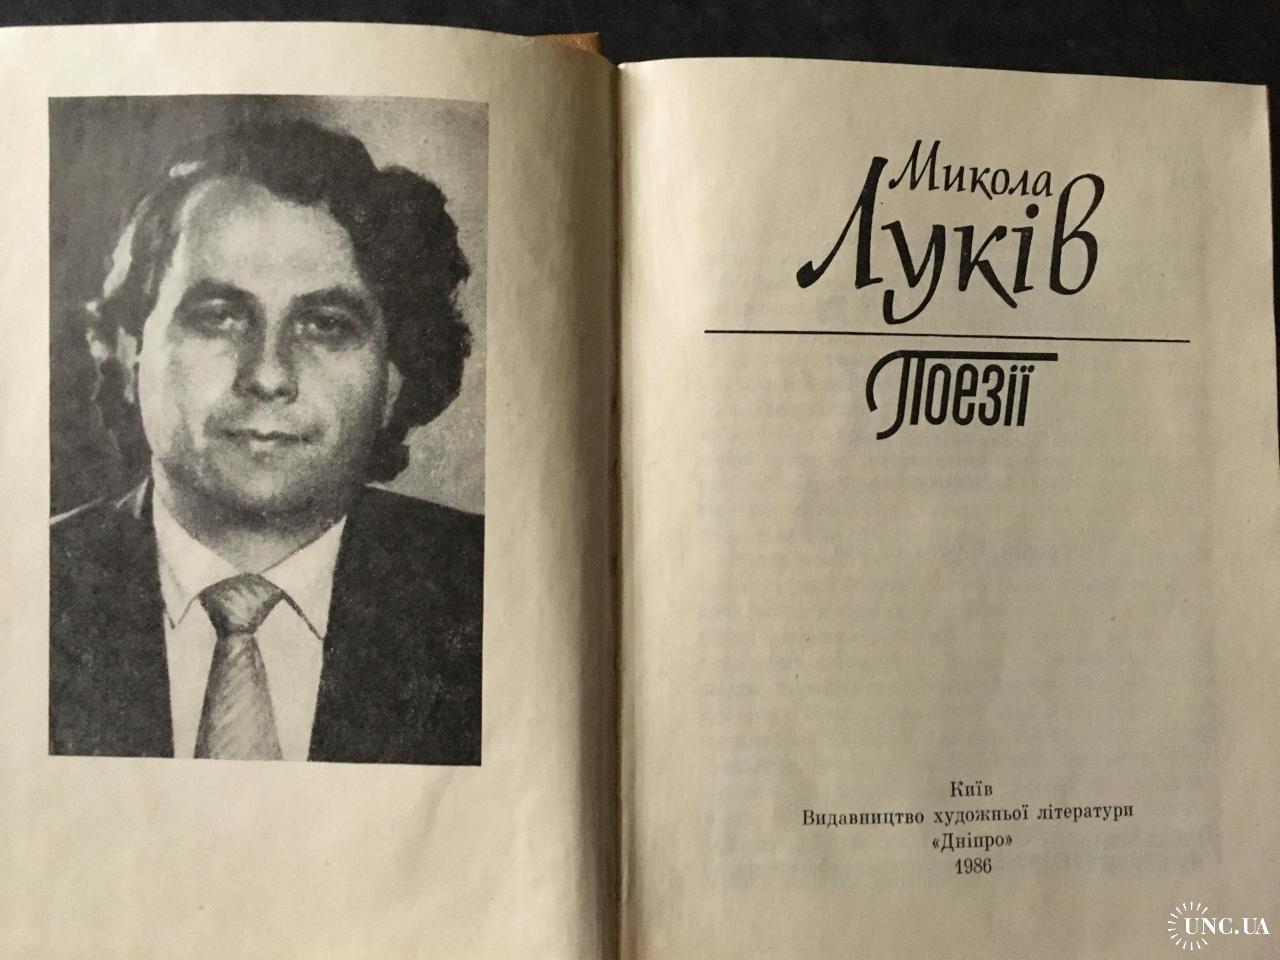 Микола
Луків
Поезії
Київ
Видавництво художньої літератури
«Дніпро»
1986
UNC.UA